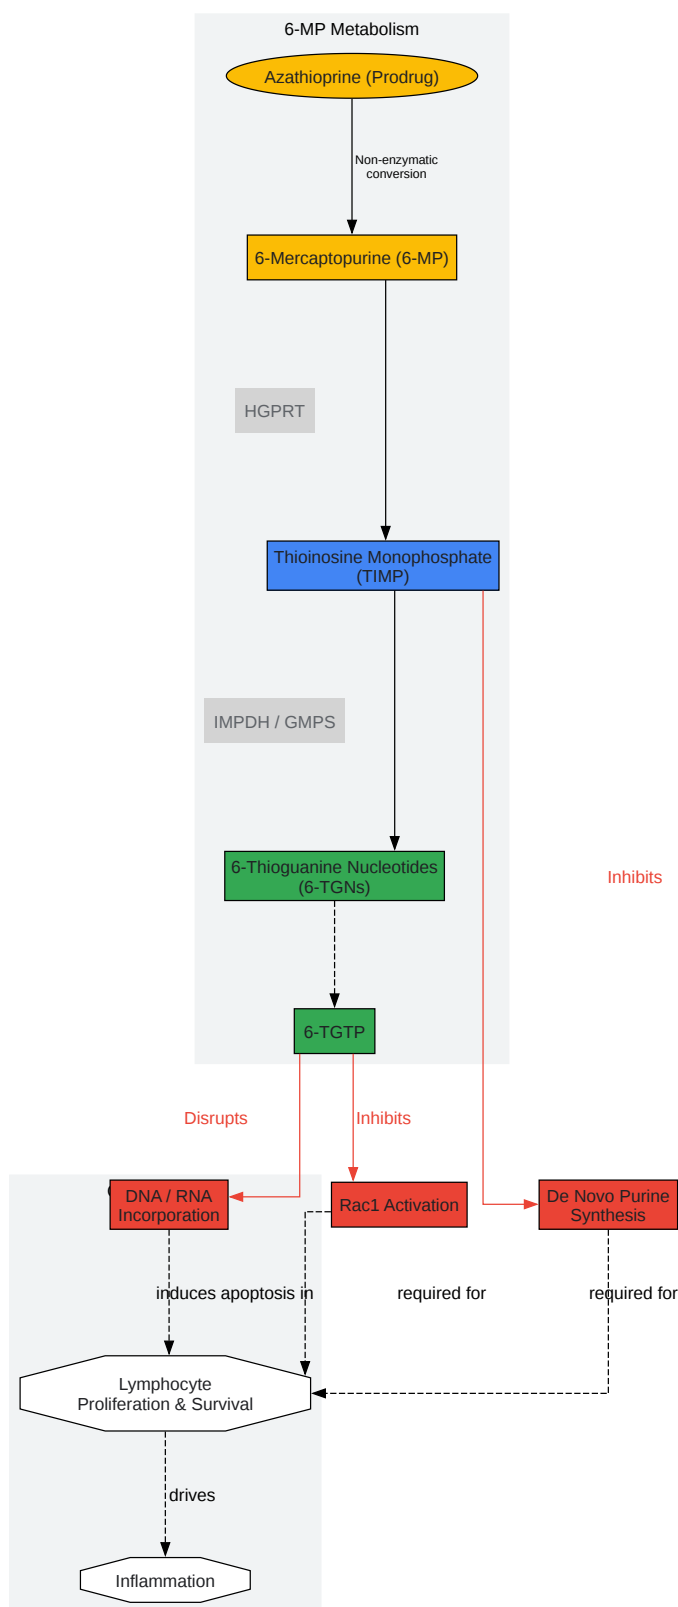 6-MP Metabolism
Azathioprine (Prodrug)
Non-enzymatic
conversion
6-Mercaptopurine (6-MP)
HGPRT
Thioinosine Monophosphate
(TIMP)
IMPDH / GMPS
6-Thioguanine Nucleotides
(6-TGNs)
Inhibits
6-TGTP
Disrupts
Inhibits
DNA / RNA
Incorporation
Rac1 Activation
De Novo Purine
Synthesis
induces apoptosis in
required for
required for
Lymphocyte
Proliferation & Survival
drives
Inflammation